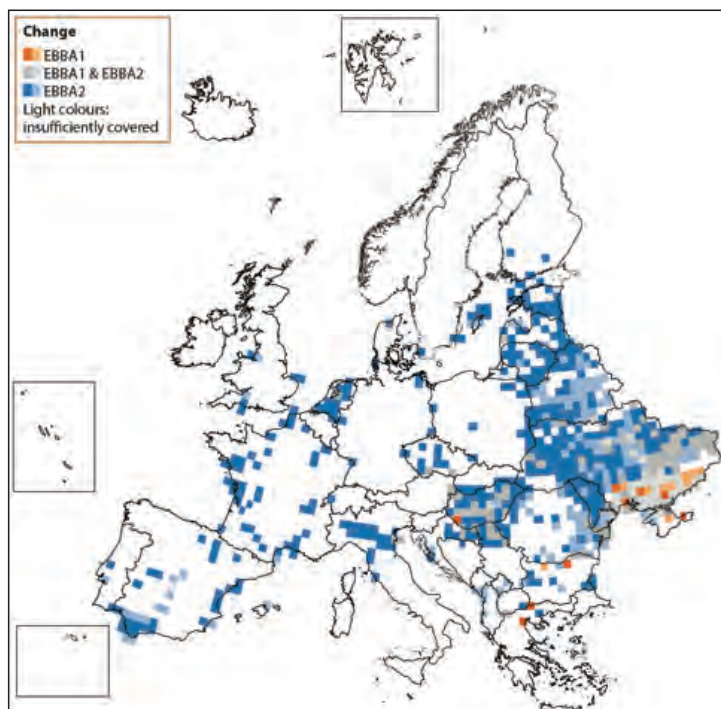 Change
EBBA1
EBBA1 & EBBA2
EBBA2
Light colours:
insufficiently covered